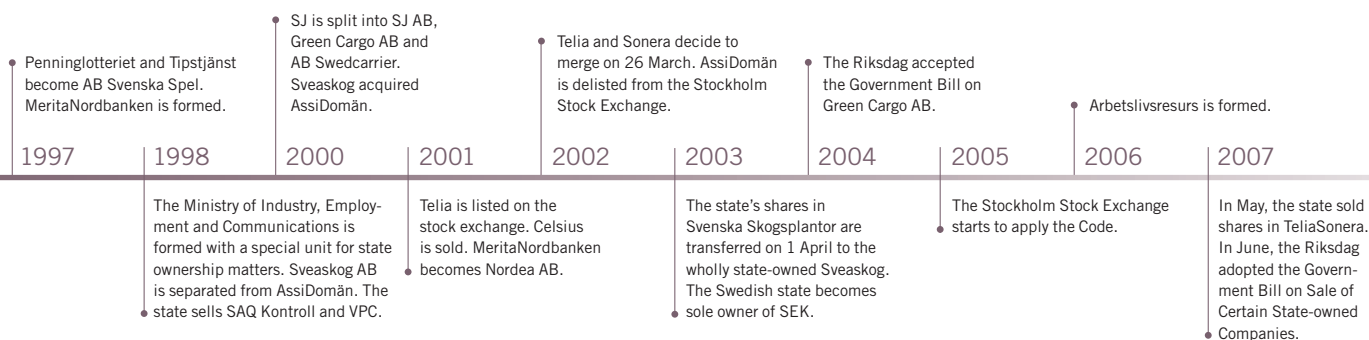 Penninglotteriet and Tipstjänst
become AB Svenska Spel.
MeritaNordbanken is formed.
1997
1998
The Ministry of Industry, Employ-
ment and Communications is
formed with a special unit for state
ownership matters. Sveaskog AB
is separated from AssiDomän. The
state sells SAQ Kontroll and VPC.
SJ is split into SJ AB,
Green Cargo AB and
AB Swedcarrier.
Sveaskog acquired
AssiDomän.
2000
2001
Telia is listed on the
stock exchange. Celsius
is sold. MeritaNordbanken
becomes Nordea AB.
Telia and Sonera decide to
merge on 26 March. AssiDomän
is delisted from the Stockholm
Stock Exchange.
2002
2003
The state’s shares in
Svenska Skogsplantor are
transferred on 1 April to the
wholly state-owned Sveaskog.
The Swedish state becomes
sole owner of SEK.
The Riksdag accepted
the Government Bill on
Green Cargo AB.
2004
2005
The Stockholm Stock Exchange
starts to apply the Code.
Arbetslivsresurs is formed.
2006
2007
In May, the state sold
shares in TeliaSonera.
In June, the Riksdag
adopted the Govern-
ment Bill on Sale of
Certain State-owned
Companies.